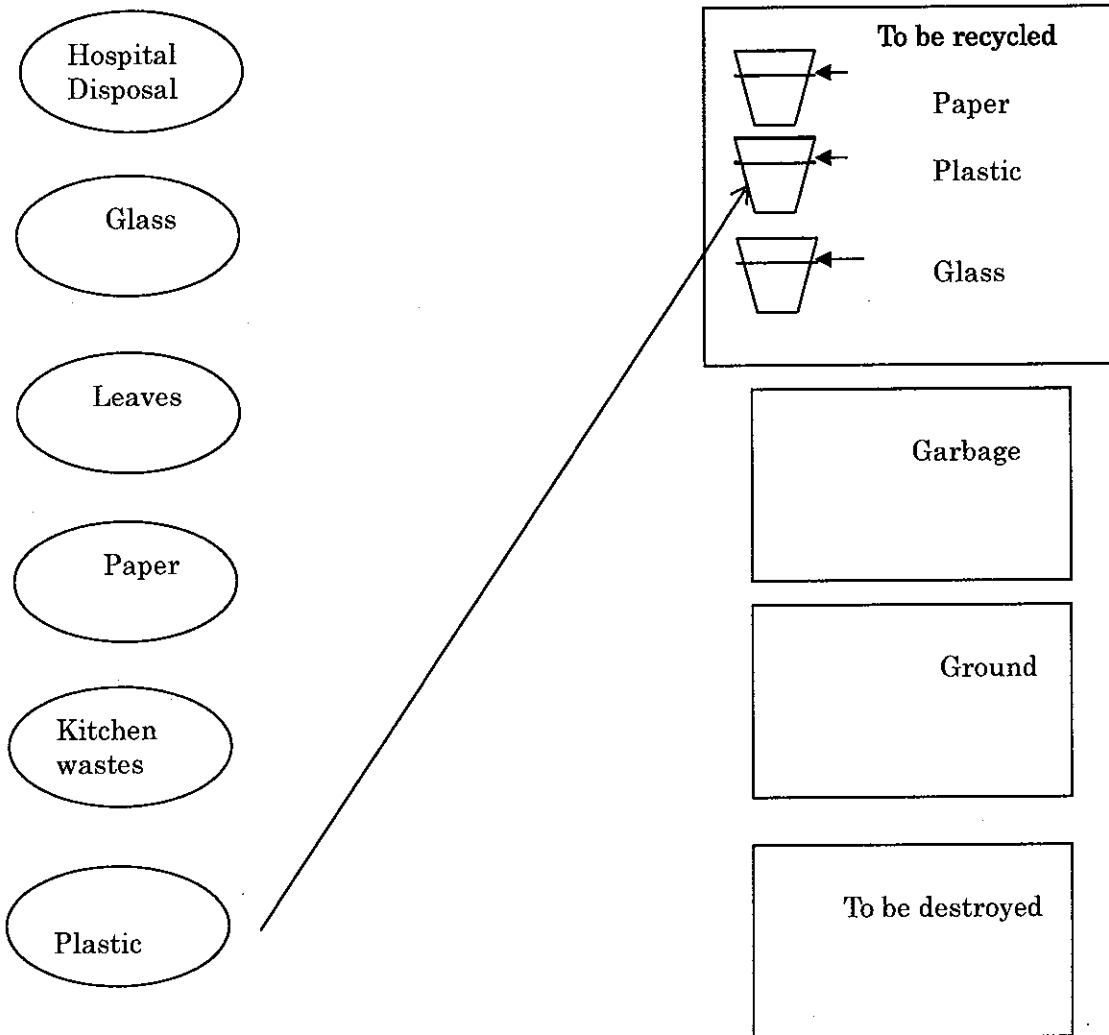 Hospital
Disposal
Glass
Leaves
Paper
Kitchen
wastes
Plastic
To be recycled
Paper
Plastic
Glass
Garbage
Ground
To be destroyed